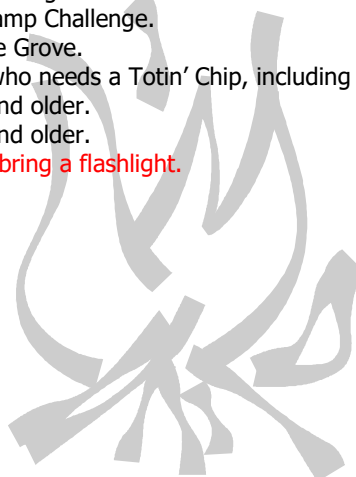 amp Challenge.
e Grove.
who needs a Totin’ Chip, including
nd older.
nd older.
bring a flashlight.